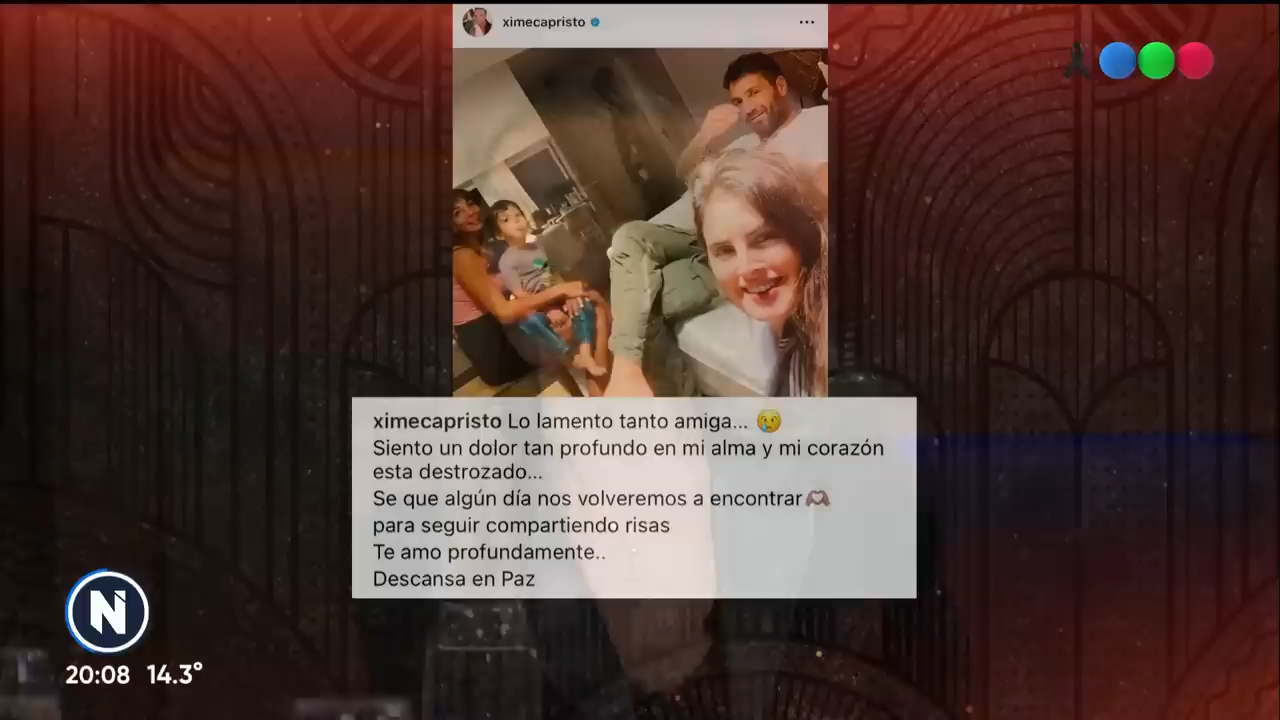 ximecapristo
ximecapristo Lo lamento tanto amiga... 😢
Siento un dolor tan profundo en mi alma y mi corazón
esta destrozado...
Se que algún día nos volveremos a encontrar🫶🏾
para seguir compartiendo risas
Te amo profundamente..
Descansa en Paz
N
20:08 14.3°